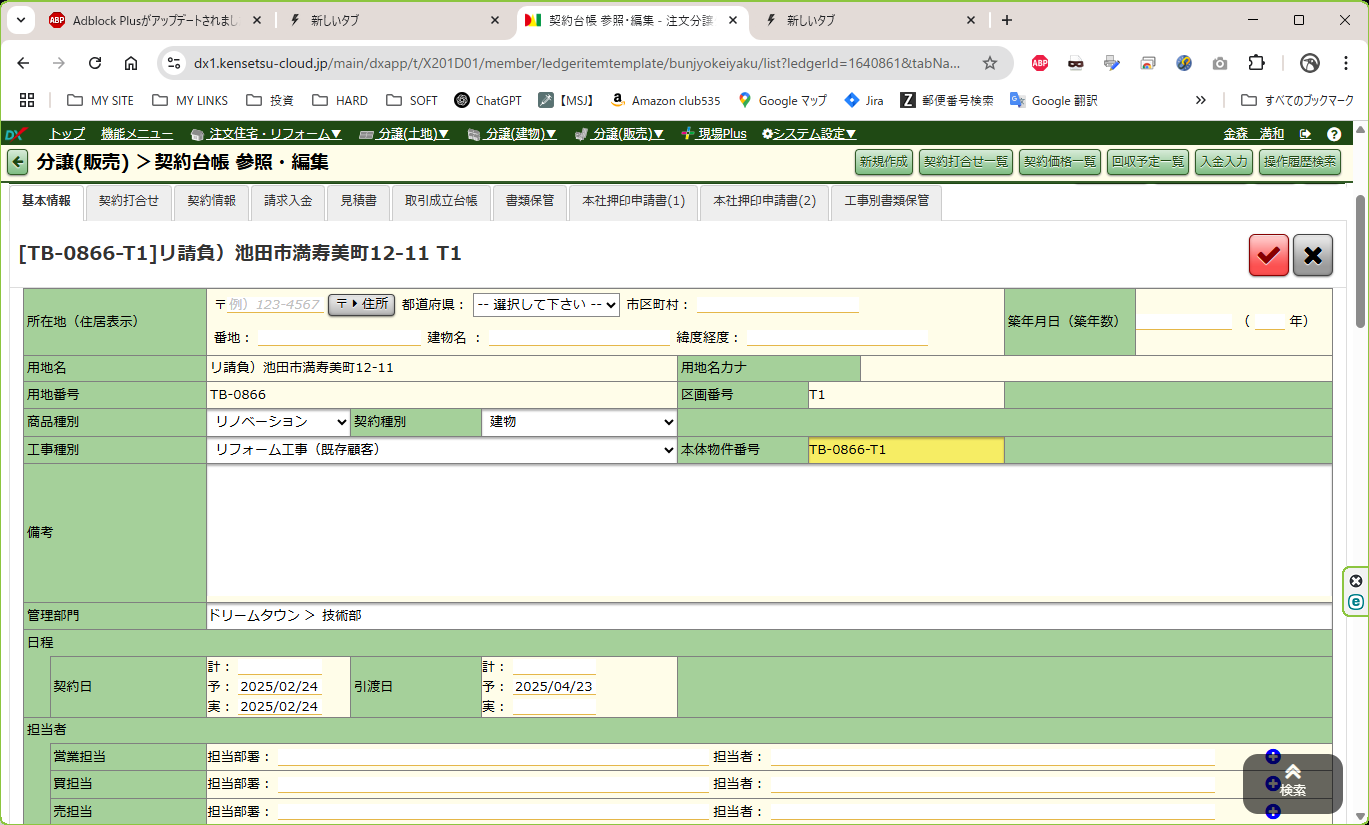 Adblock Plusがアップデートされまし 新しいタブ 契約台帳 参照・編集 - 注文分譲 新しいタブ
dx1.kensetsu-cloud.jp/main/dxapp/t/X201D01/member/ledgeritemtemplate/bunjyokeiyaku/list?ledgerId=1640861&tabNa...
MY SITE MY LINKS 投資 HARD SOFT ChatGPT 【MSJ】 Amazon club535 Google マップ Jira 郵便番号検索 Google 翻訳 » すべてのブックマーク
DX トップ 機能メニュー 注文住宅・リフォーム▼ 分譲(土地)▼ 分譲(建物)▼ 分譲(販売)▼ 現場Plus システム設定▼ 金森 満和
分譲(販売) ＞契約台帳 参照・編集 新規作成 契約打合せ一覧 契約価格一覧 回収予定一覧 入金入力 操作履歴検索
基本情報 契約打合せ 契約情報 請求入金 見積書 取引成立台帳 書類保管 本社押印申請書(1) 本社押印申請書(2) 工事別書類保管
[TB-0866-T1]リ請負）池田市満寿美町12-11 T1
所在地（住居表示） 〒例）123-4567 〒▶住所 都道府県： -- 選択して下さい -- 市区町村： 築年月日（築年数） （ 年）
番地： 建物名 ： 緯度経度：
用地名 リ請負）池田市満寿美町12-11 用地名カナ
用地番号 TB-0866 区画番号 T1
商品種別 リノベーション 契約種別 建物
工事種別 リフォーム工事（既存顧客） 本体物件番号 TB-0866-T1
備考
管理部門 ドリームタウン ＞ 技術部
日程
計： 計：
契約日 予： 2025/02/24 引渡日 予： 2025/04/23
実： 2025/02/24 実：
担当者
営業担当 担当部署： 担当者：
買担当 担当部署： 担当者：
売担当 担当部署： 担当者：
検索